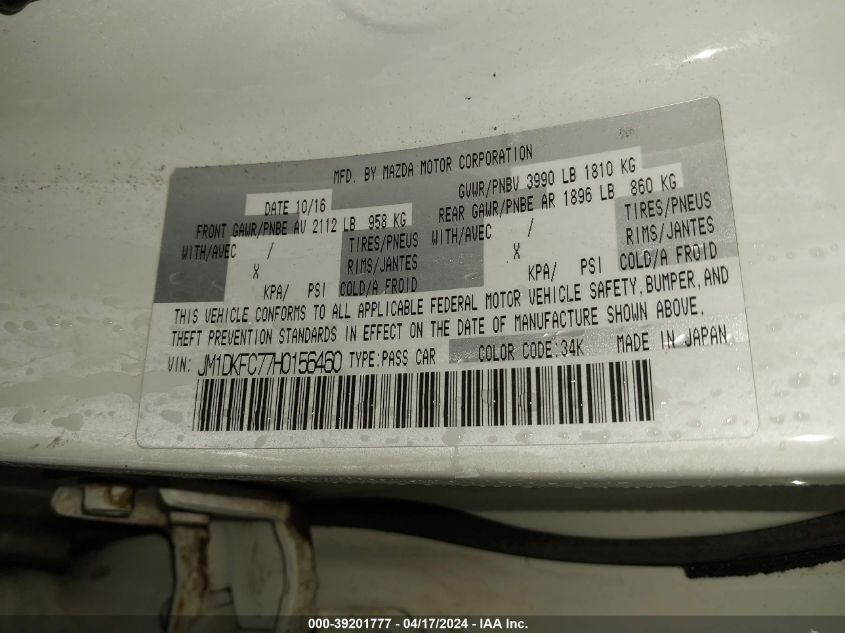 MFD. BY MAZDA MOTOR CORPORATION
DATE 10/16 GVWR/PNBV 3990 LB 1810 KG
FRONT GAWR/PNBE AV 2112 LB 958 KG REAR GAWR/PNBE AR 1896 LB 860 KG
WITH/AVEC / TIRES/PNEUS WITH/AVEC / TIRES/PNEUS
X RIMS/JANTES X RIMS/JANTES
KPA/ PSI COLD/A FROID KPA/ PSI COLD/A FROID
THIS VEHICLE CONFORMS TO ALL APPLICABLE FEDERAL MOTOR VEHICLE SAFETY, BUMPER, AND
THEFT PREVENTION STANDARDS IN EFFECT ON THE DATE OF MANUFACTURE SHOWN ABOVE.
VIN: JM1DKFC77H0156460 TYPE: PASS CAR COLOR CODE: 34K MADE IN JAPAN
000-39201777 - 04/17/2024 - IAA Inc.